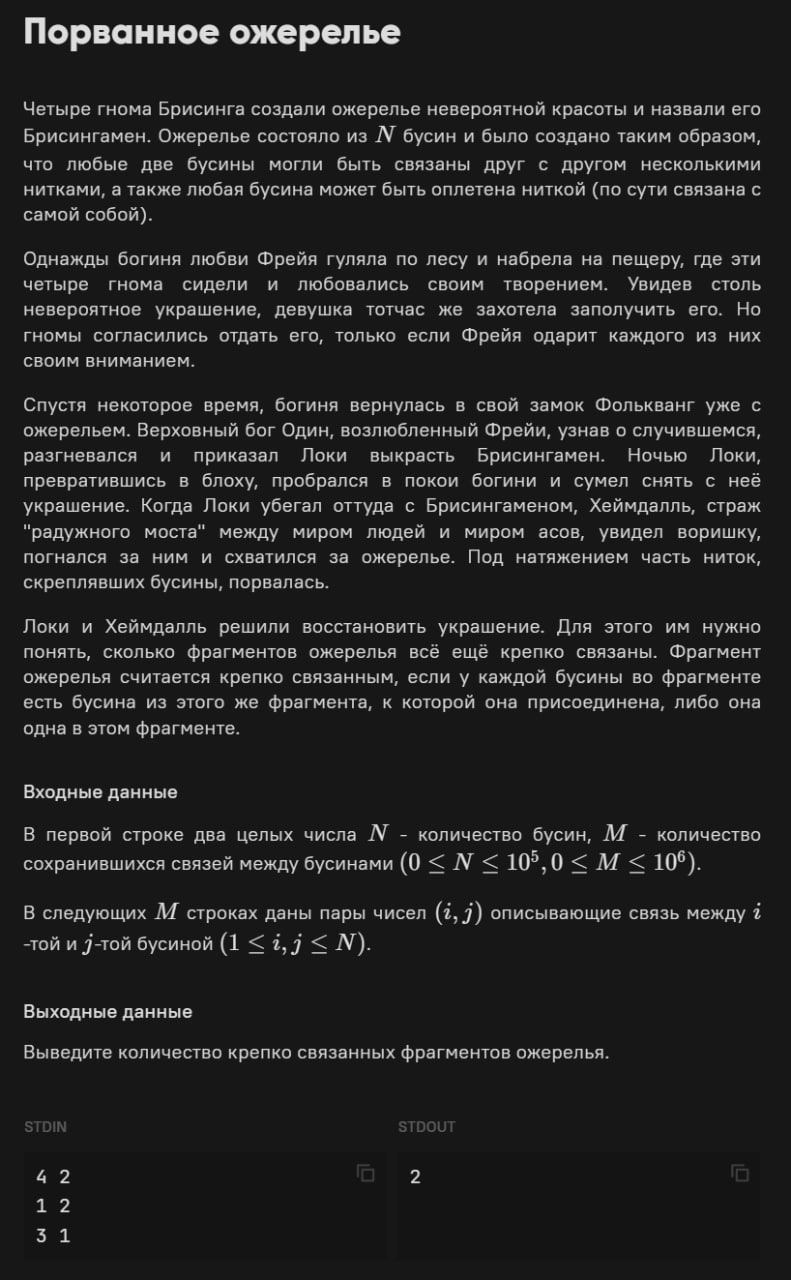 Порванное ожерелье
Четыре гнома Брисинга создали ожерелье невероятной красоты и назвали его
Брисингамен. Ожерелье состояло из N бусин и было создано таким образом,
что любые две бусины могли быть связаны друг с другом несколькими
нитками, а также любая бусина может быть оплетена ниткой (по сути связана с
самой собой).
Однажды богиня любви Фрейя гуляла по лесу и набрела на пещеру, где эти
четыре гнома сидели и любовались своим творением. Увидев столь
невероятное украшение, девушка тотчас же захотела заполучить его. Но
гномы согласились отдать его, только если Фрейя одарит каждого из них
своим вниманием.
Спустя некоторое время, богиня вернулась в свой замок Фолькванг уже с
ожерельем. Верховный бог Один, возлюбленный Фрейи, узнав о случившемся,
разгневался и приказал Локи выкрасть Брисингамен. Ночью Локи,
превратившись в блоху, пробрался в покои богини и сумел снять с неё
украшение. Когда Локи убегал оттуда с Брисингаменом, Хеймдалль, страж
"радужного моста" между миром людей и миром асов, увидел воришку,
погнался за ним и схватился за ожерелье. Под натяжением часть ниток,
скреплявших бусины, порвалась.
Локи и Хеймдалль решили восстановить украшение. Для этого им нужно
понять, сколько фрагментов ожерелья всё ещё крепко связаны. Фрагмент
ожерелья считается крепко связанным, если у каждой бусины во фрагменте
есть бусина из этого же фрагмента, к которой она присоединена, либо она
одна в этом фрагменте.
Входные данные
В первой строке два целых числа N - количество бусин, M - количество
сохранившихся связей между бусинами (0 ≤ N ≤ 10⁵, 0 ≤ M ≤ 10⁶).
В следующих M строках даны пары чисел (i, j) описывающие связь между i
-той и j-той бусиной (1 ≤ i, j ≤ N).
Выходные данные
Выведите количество крепко связанных фрагментов ожерелья.
STDIN STDOUT
4 2 2
1 2
3 1